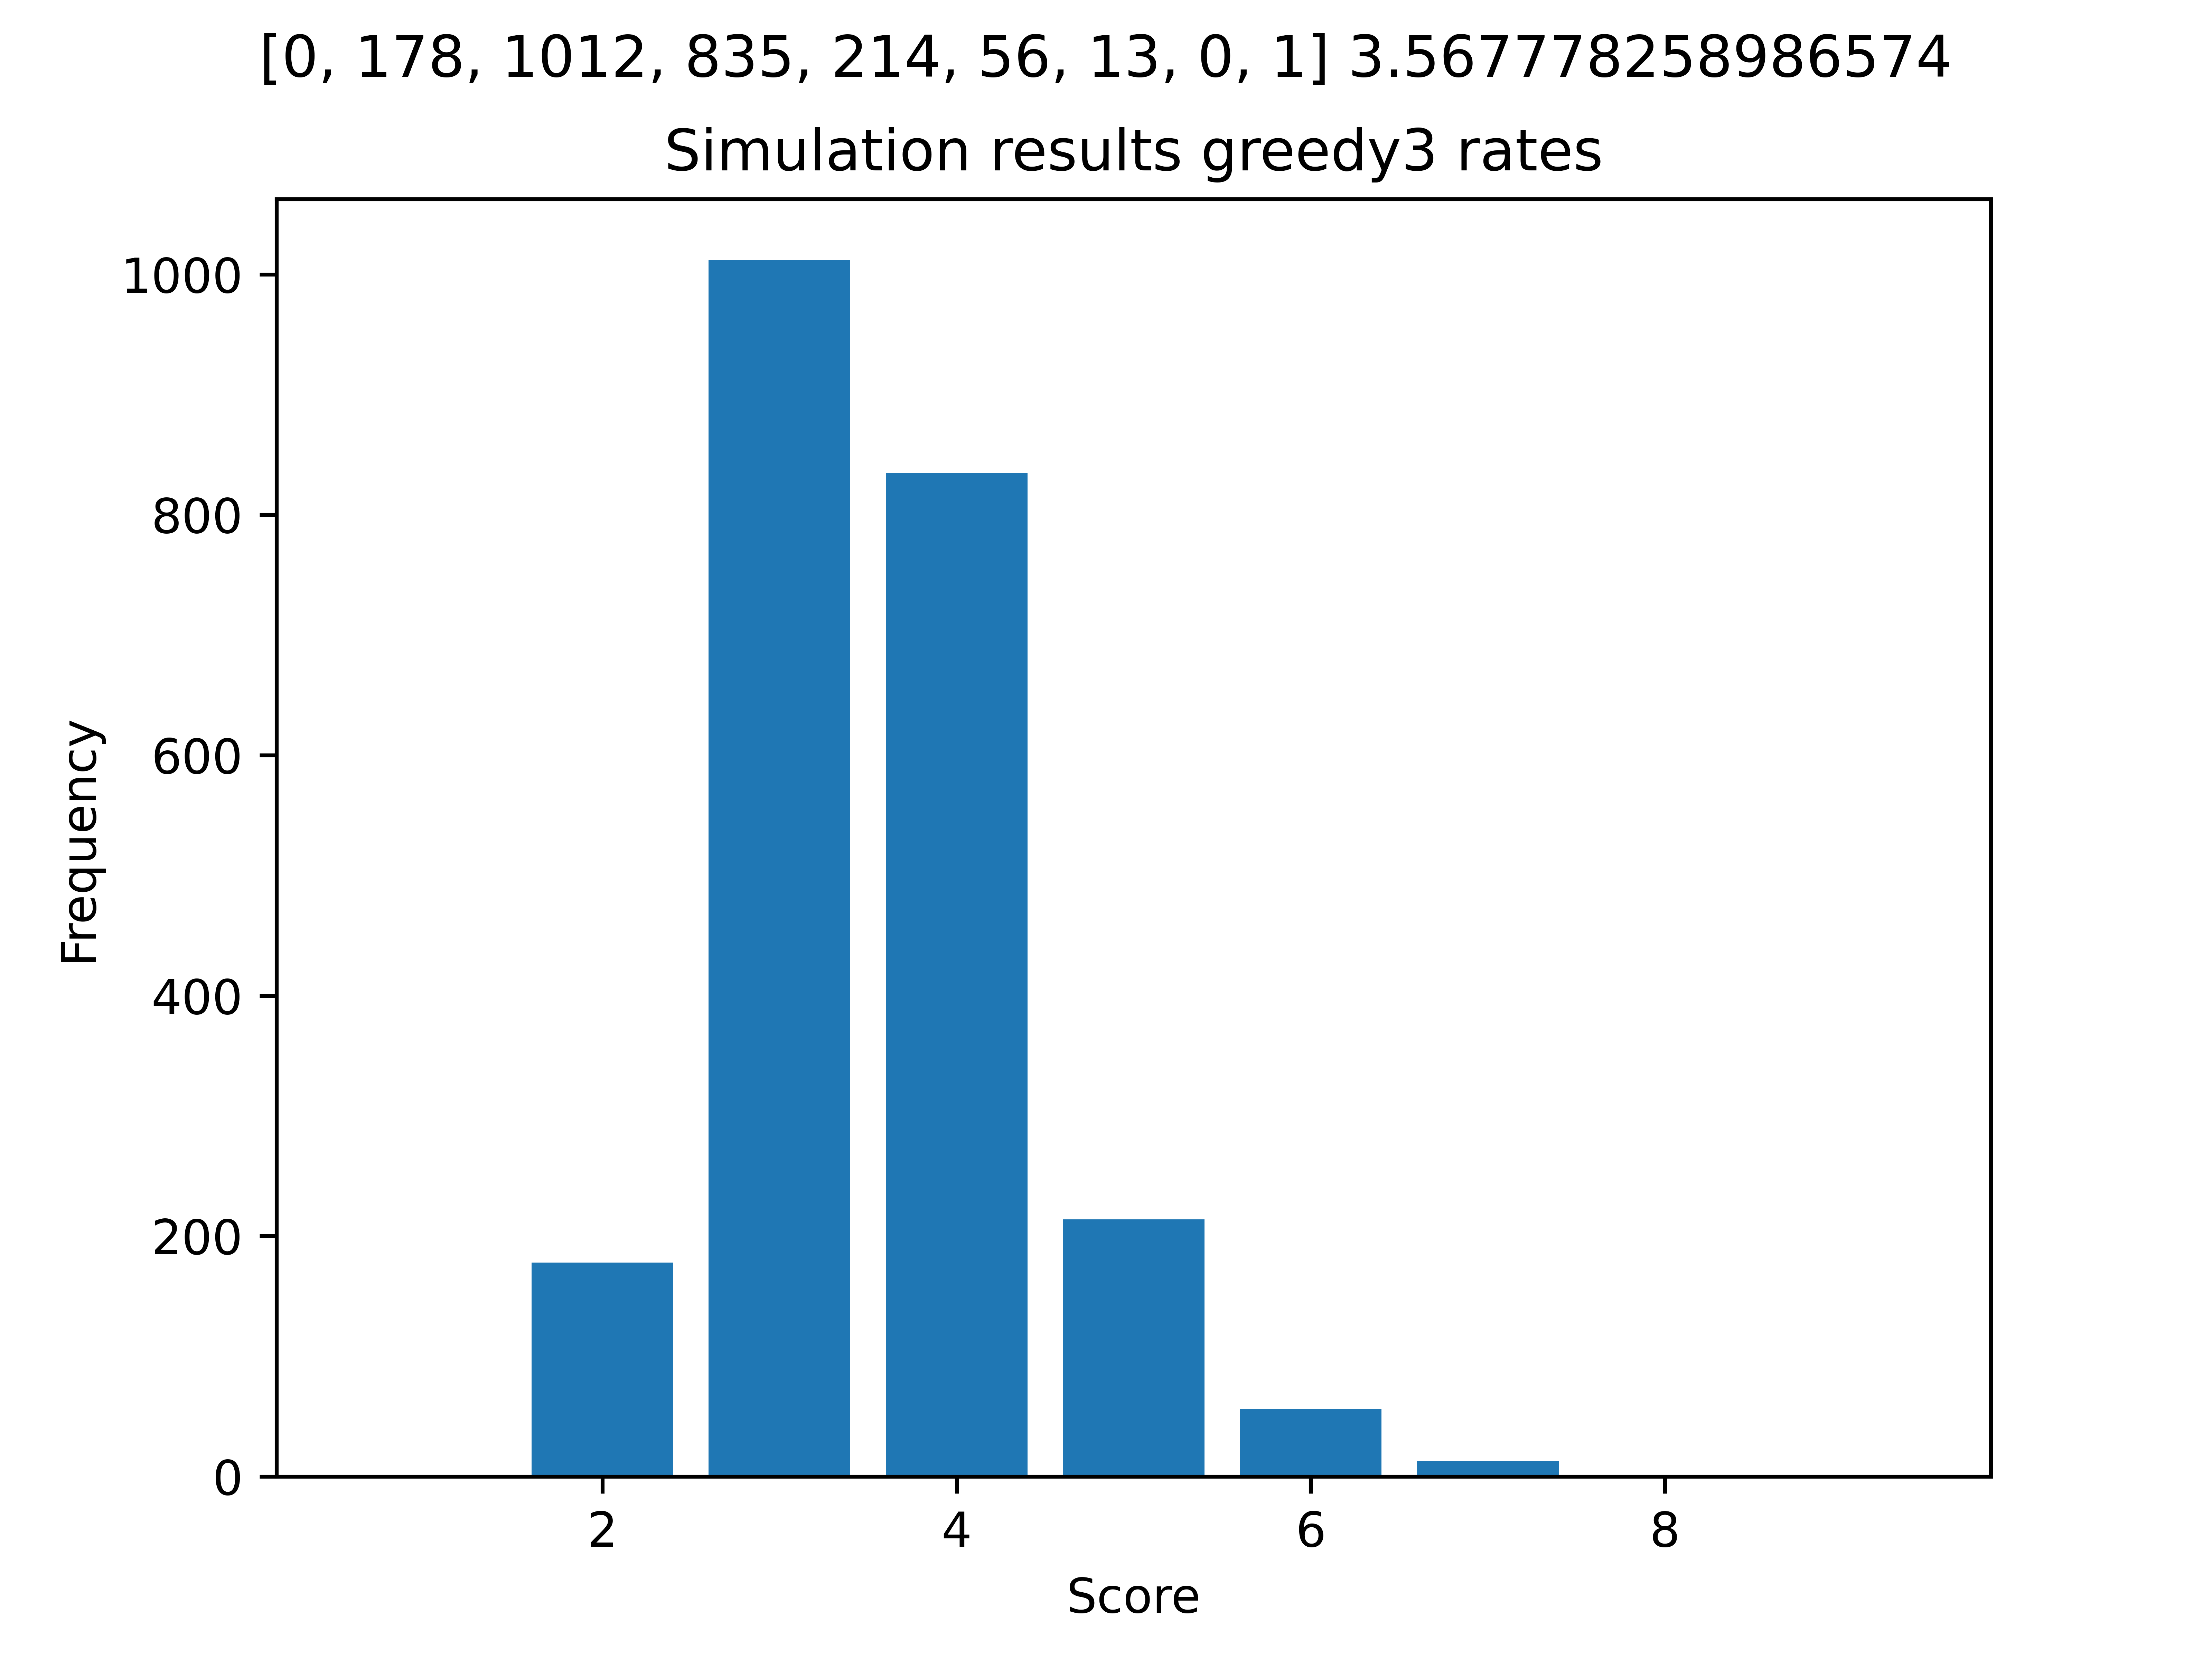 [0, 178, 1012, 835, 214, 56, 13, 0, 1] 3.567778258986574
Simulation results greedy3 rates
1000
800
600
400
200
0
Frequency
2 4 6 8
Score